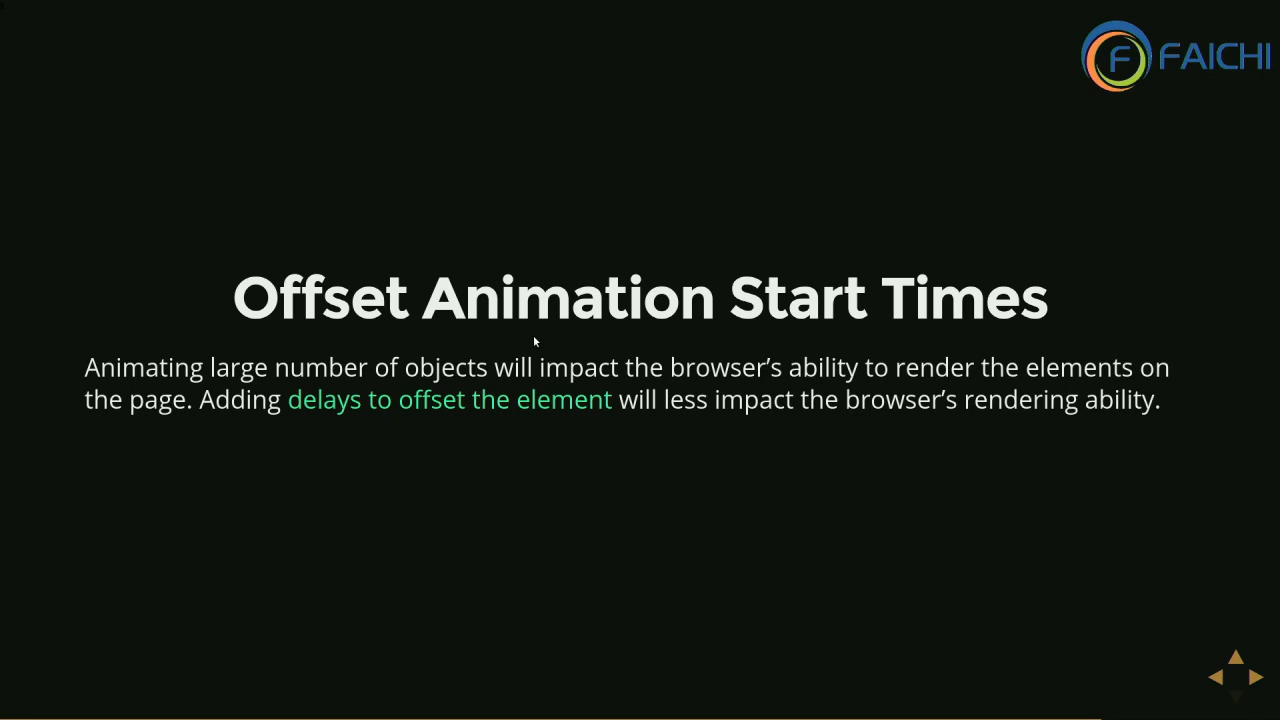 F FAICHI
Offset Animation Start Times
Animating large number of objects will impact the browser’s ability to render the elements on
the page. Adding delays to offset the element will less impact the browser’s rendering ability.